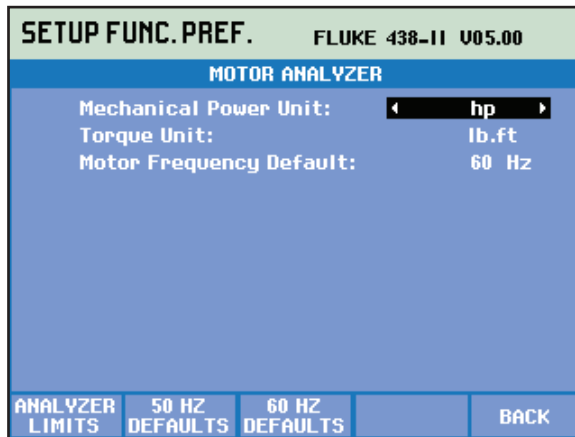 SETUP FUNC. PREF. FLUKE 438-II V05.00
MOTOR ANALYZER
Mechanical Power Unit: hp
Torque Unit: lb.ft
Motor Frequency Default: 60 Hz
ANALYZER LIMITS 50 HZ DEFAULTS 60 HZ DEFAULTS BACK